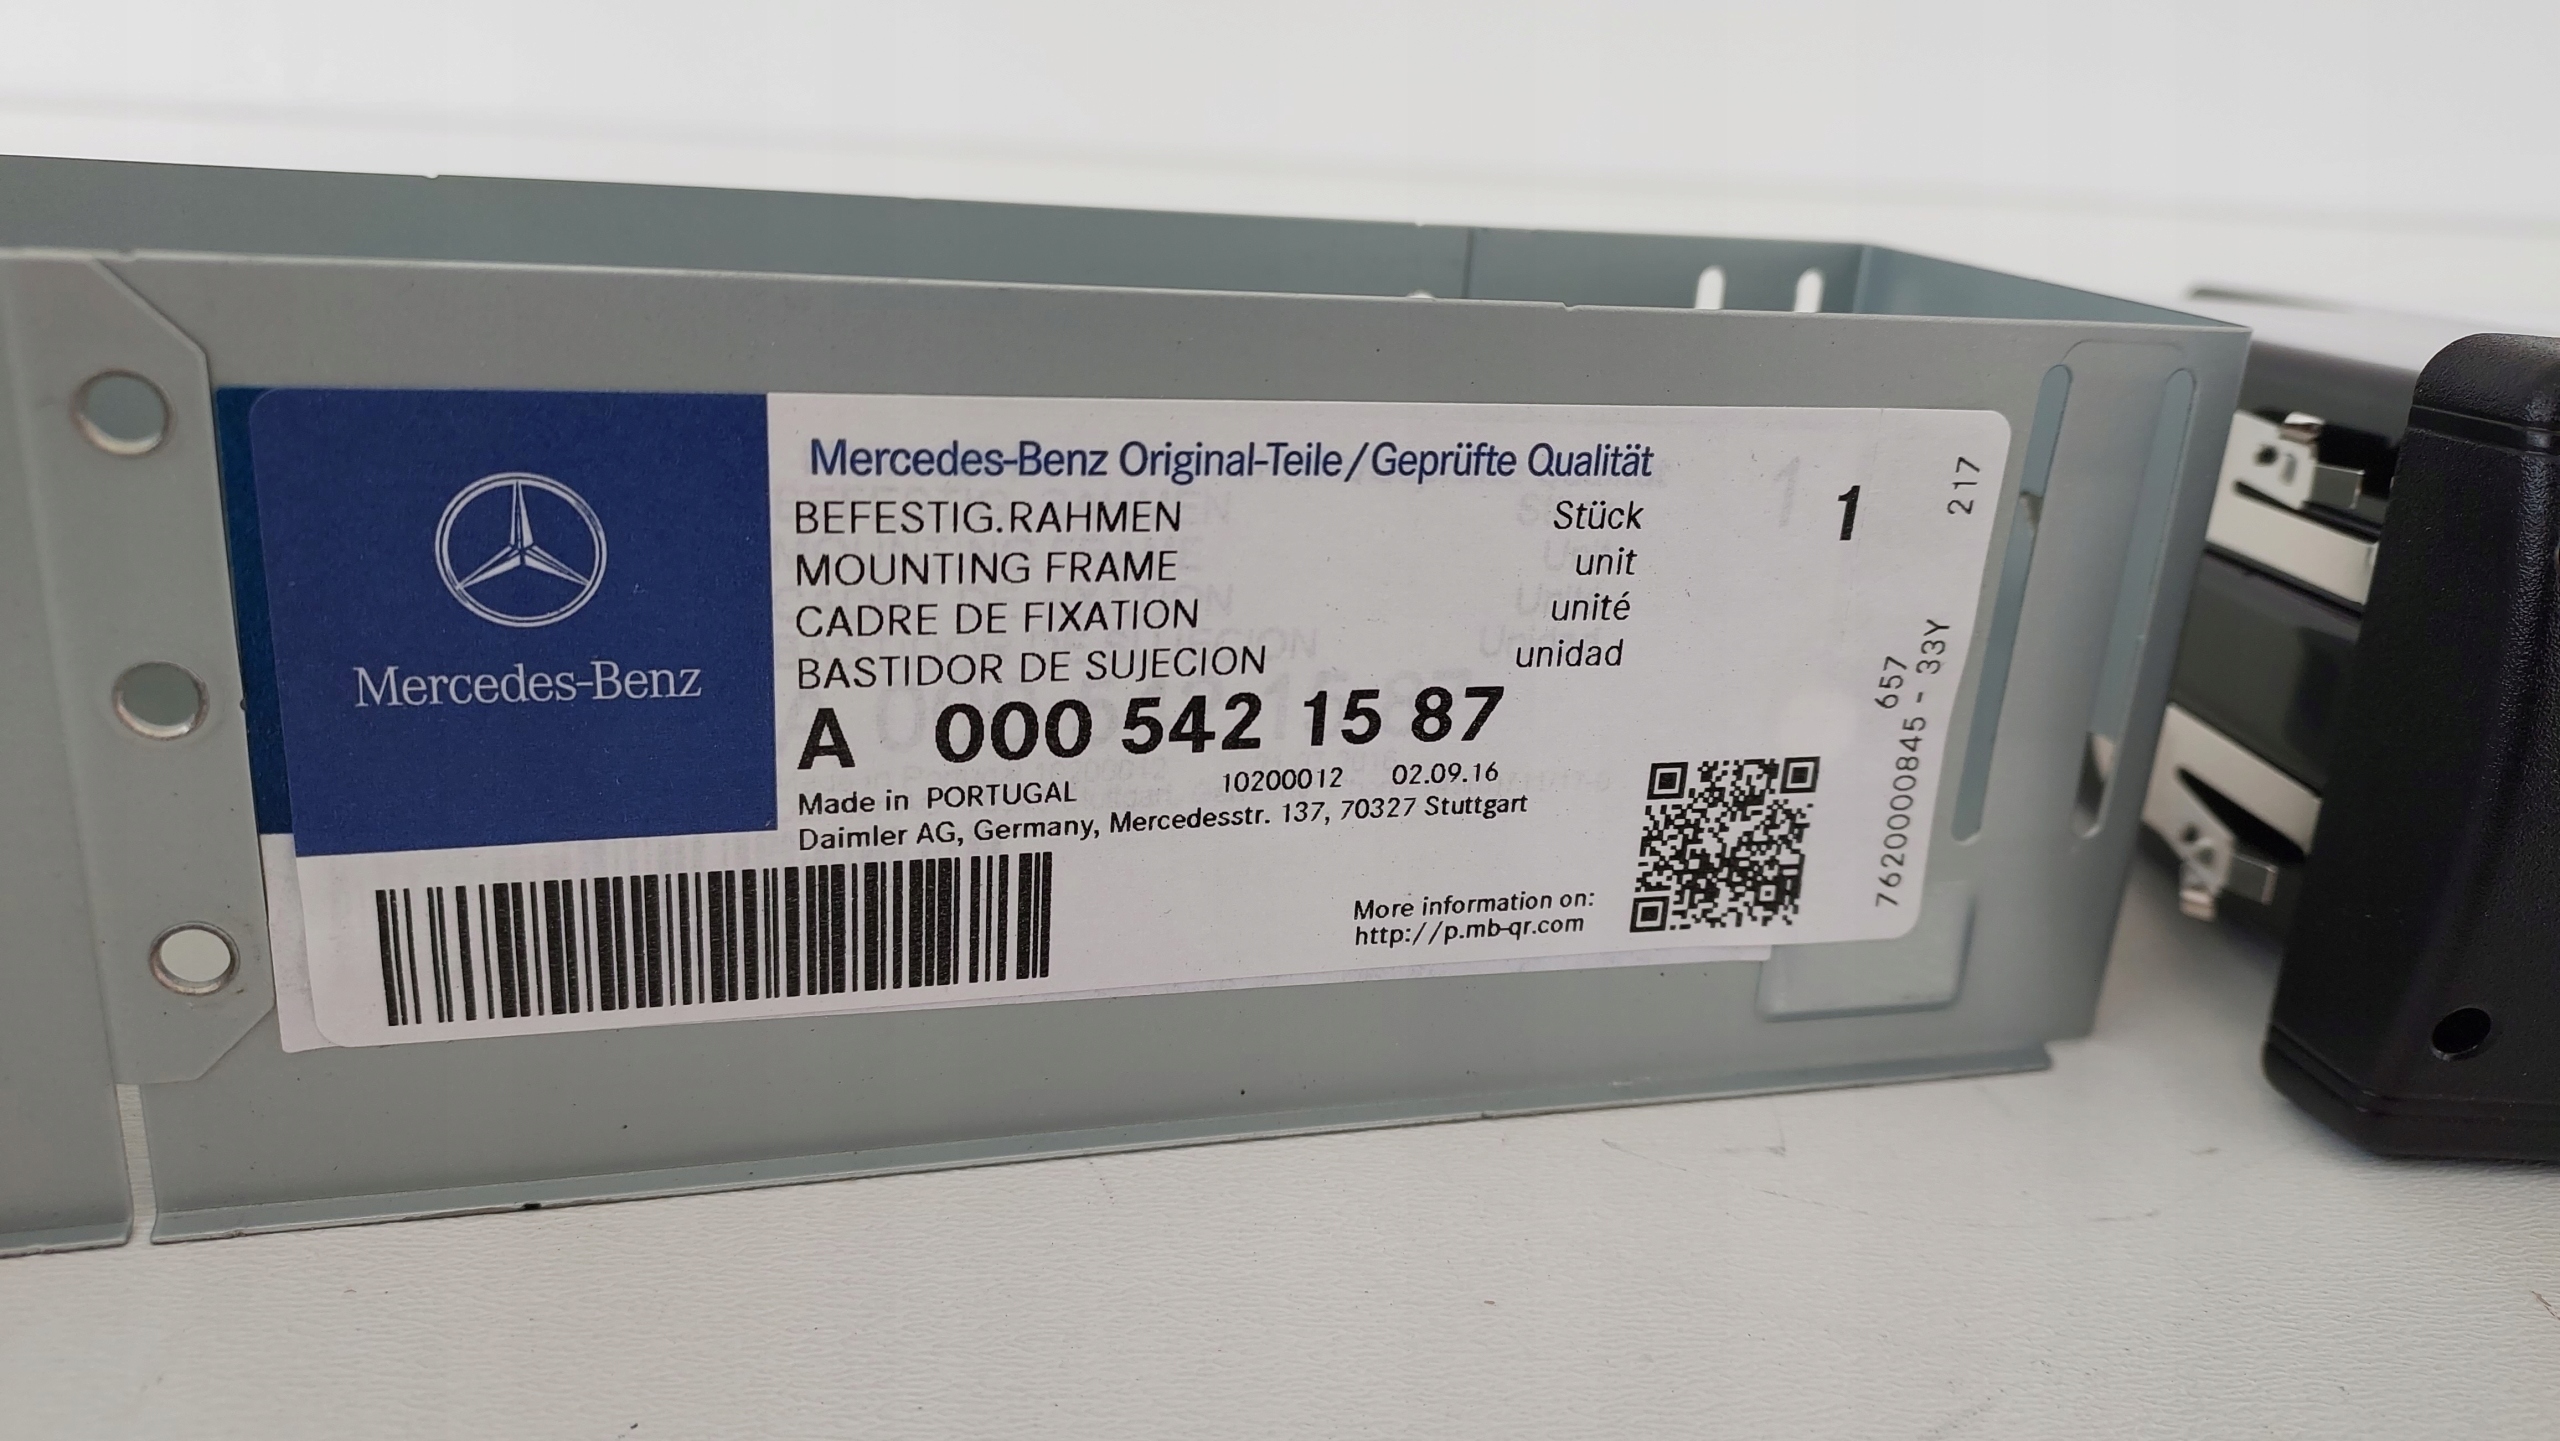 Mercedes-Benz
Mercedes-Benz Original-Teile/Geprüfte Qualität
BEFESTIG.RAHMEN Stück 1
MOUNTING FRAME unit
CADRE DE FIXATION unité
BASTIDOR DE SUJECION unidad
A 000 542 15 87
Made in PORTUGAL 10200012 02.09.16
Daimler AG, Germany, Mercedesstr. 137, 70327 Stuttgart
More information on:
http://p.mb-qr.com
217
657
7620000845 - 33Y